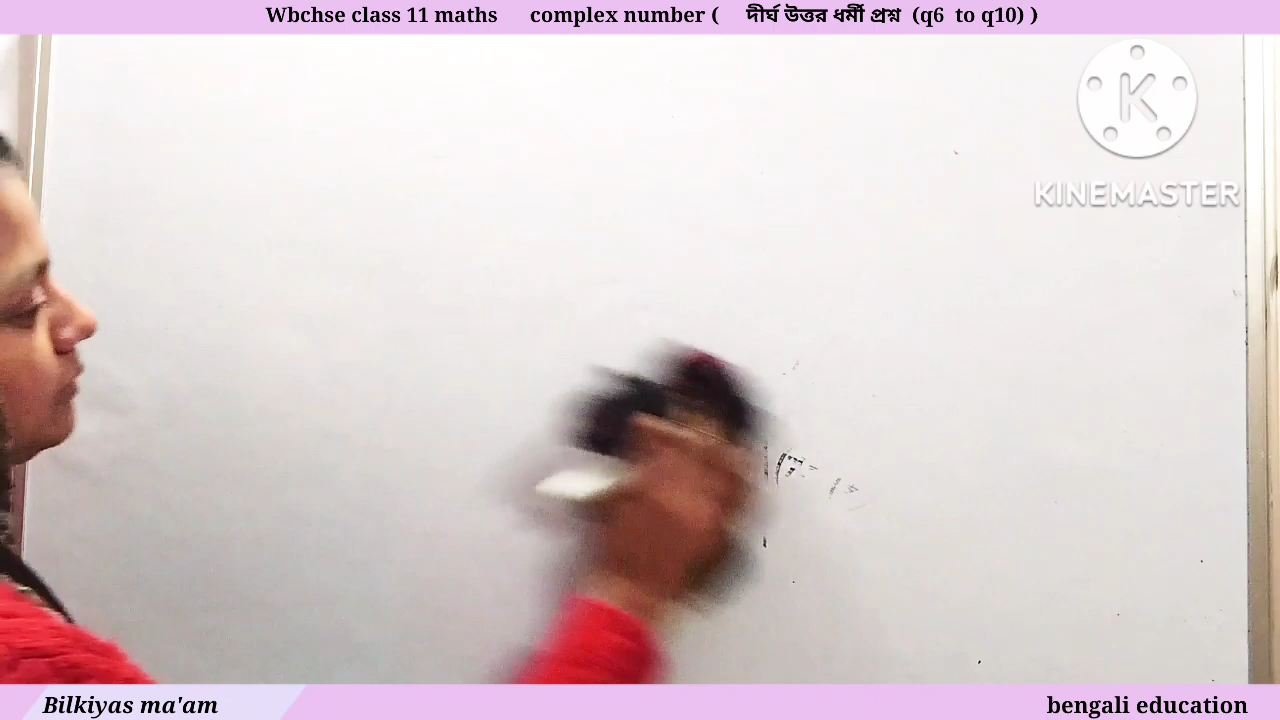 Wbchse class 11 maths complex number ( দীর্ঘ উত্তর ধর্মী প্রশ্ন (q6 to q10) )
K
KINEMASTER
Bilkiyas ma'am
bengali education